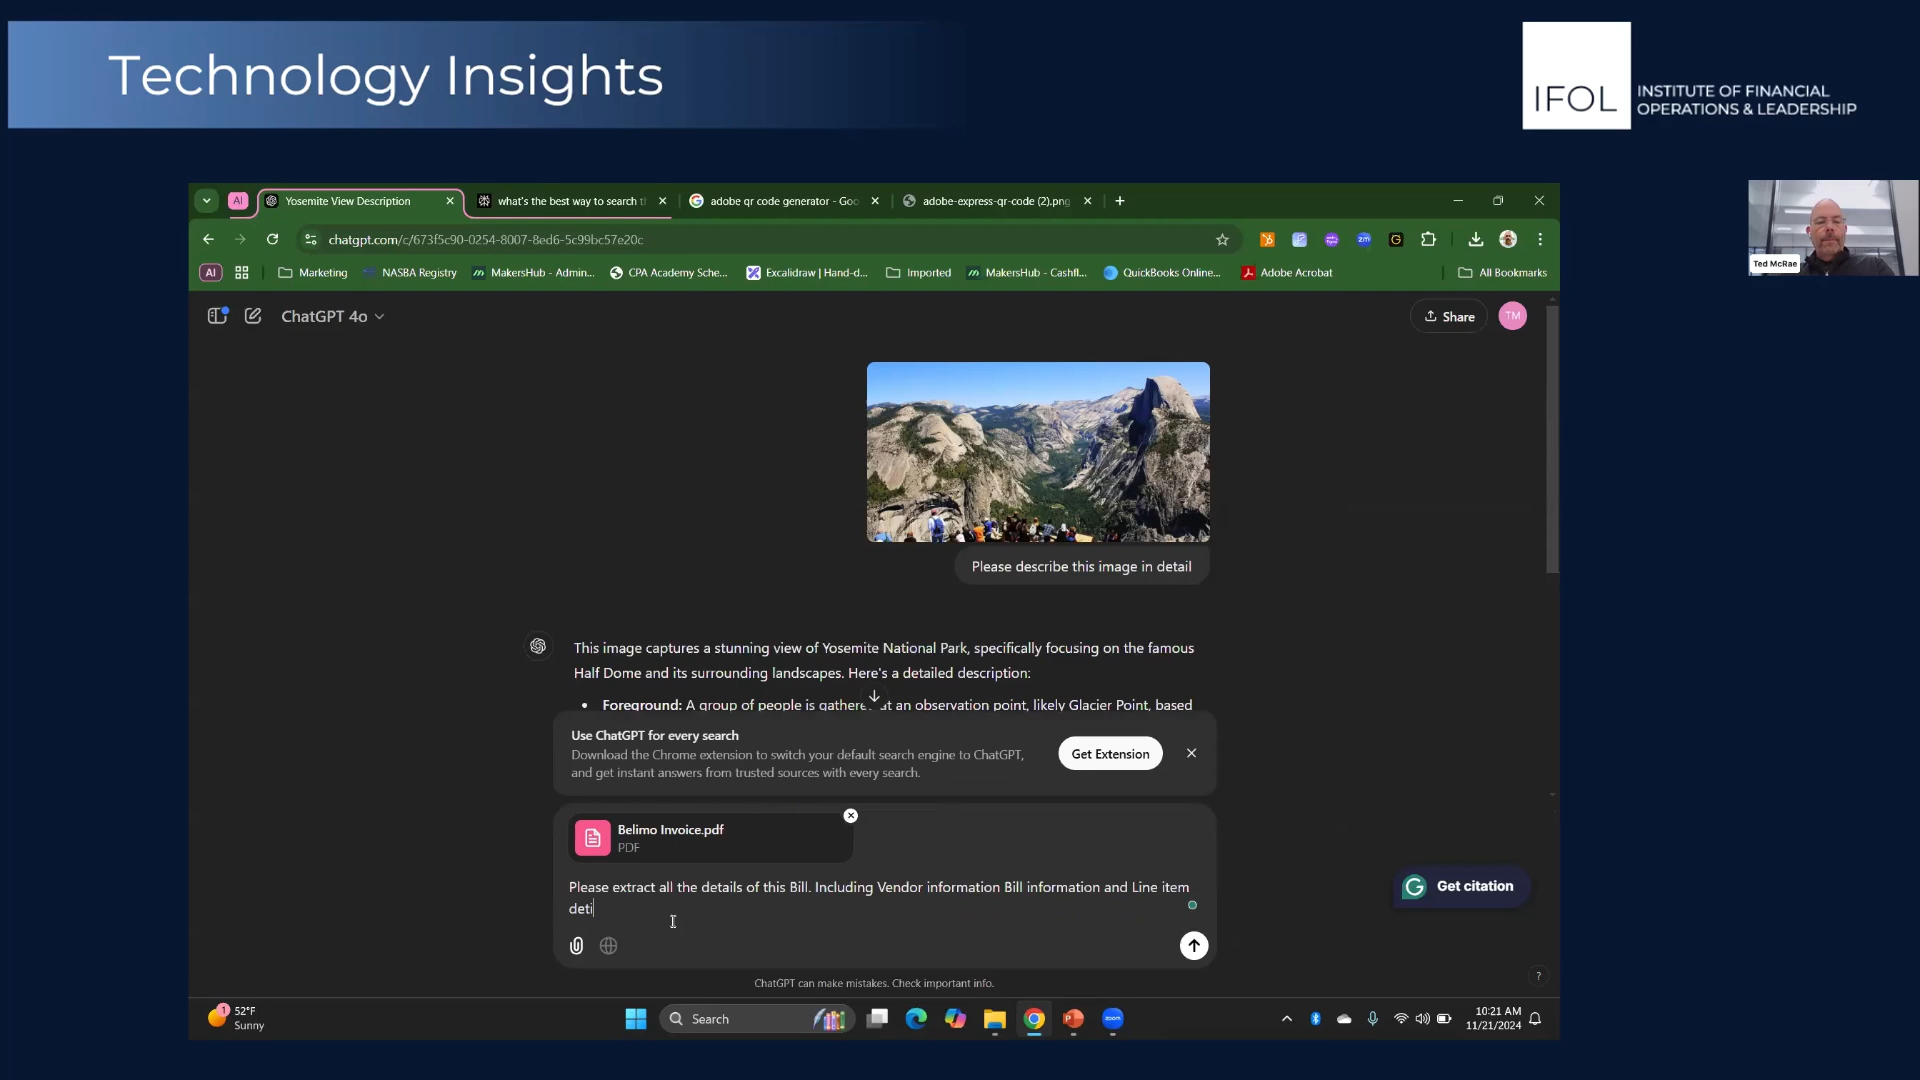 Technology Insights
IFOL
INSTITUTE OF FINANCIAL
OPERATIONS & LEADERSHIP
AI
Yosemite View Description
what's the best way to search t
adobe qr code generator - Goo
adobe-express-qr-code (2).png
chatgpt.com/c/673f5c90-0254-8007-8ed6-5c99bc57e20c
AI
Marketing
NASBA Registry
MakersHub - Admin...
CPA Academy Sche...
Excalidraw | Hand-d...
Imported
MakersHub - Cashfl...
QuickBooks Online...
Adobe Acrobat
All Bookmarks
Ted McRae
ChatGPT 4o
Share
TM
Please describe this image in detail
This image captures a stunning view of Yosemite National Park, specifically focusing on the famous
Half Dome and its surrounding landscapes. Here's a detailed description:
Foreground: A group of people is gathere at an observation point, likely Glacier Point, based
Use ChatGPT for every search
Download the Chrome extension to switch your default search engine to ChatGPT,
and get instant answers from trusted sources with every search.
Get Extension
Belimo Invoice.pdf
PDF
Please extract all the details of this Bill. Including Vendor information Bill information and Line item
deti
G
Get citation
ChatGPT can make mistakes. Check important info.
?
1
52°F
Sunny
Search
zoom
10:21 AM
11/21/2024